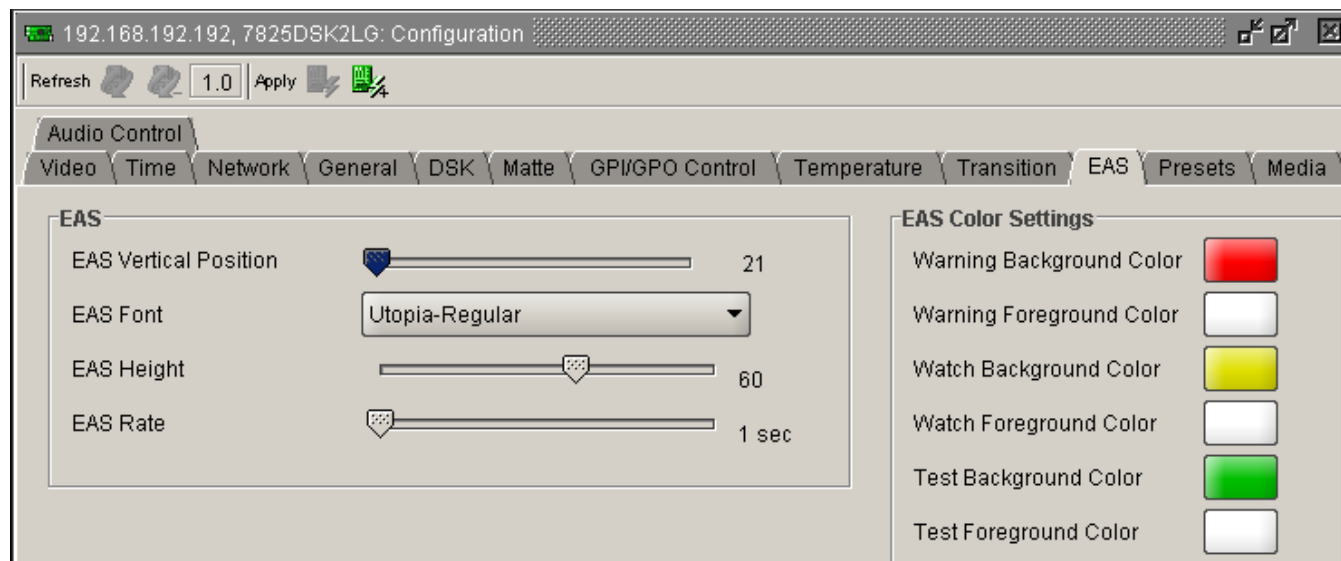 192.168.192.192, 7825DSK2LG: Configuration
Refresh 1.0 Apply
Audio Control
Video Time Network General DSK Matte GPI/GPO Control Temperature Transition EAS Presets Media
EAS
EAS Vertical Position 21
EAS Font Utopia-Regular
EAS Height 60
EAS Rate 1 sec
EAS Color Settings
Warning Background Color
Warning Foreground Color
Watch Background Color
Watch Foreground Color
Test Background Color
Test Foreground Color